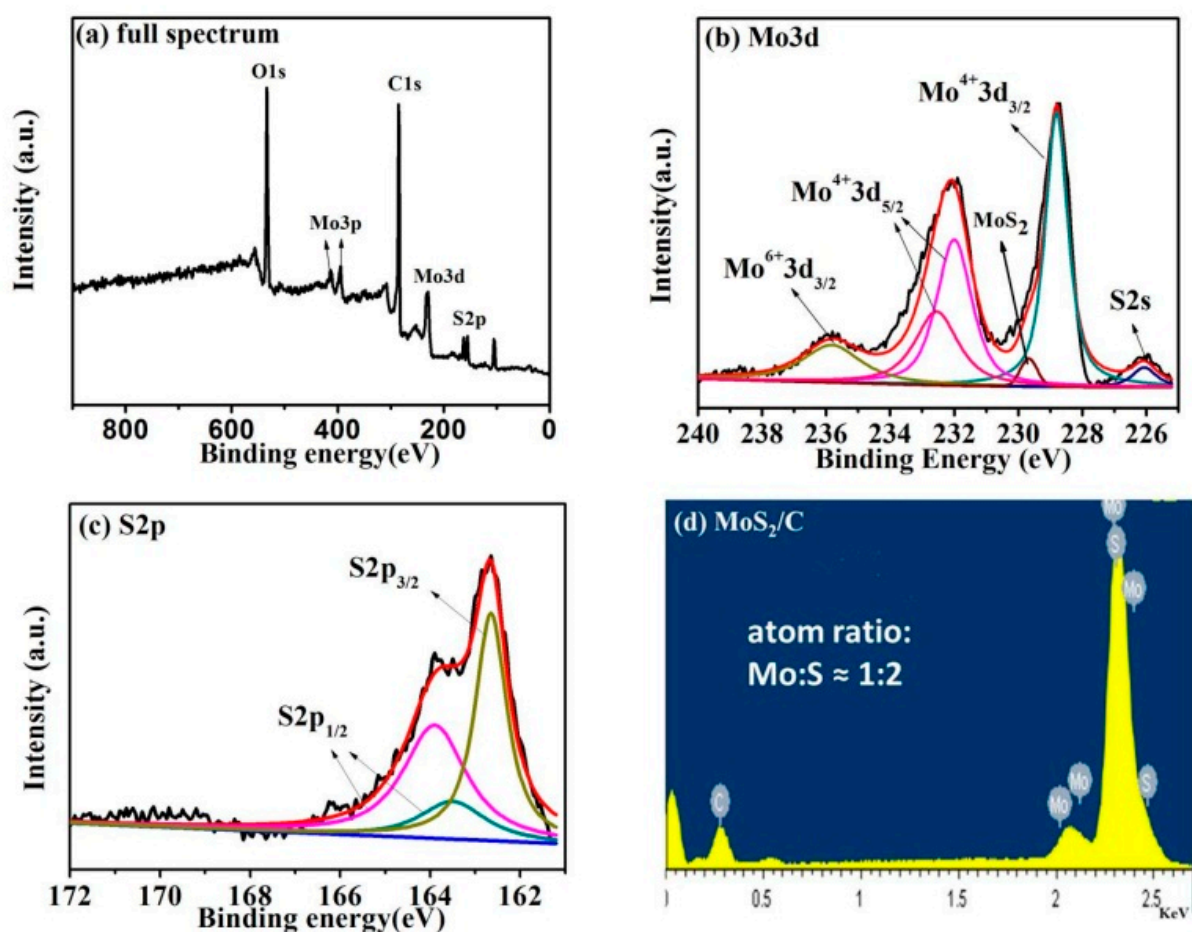 (a) full spectrum
O1s
C1s
Mo3p
Mo3d
S2p
Intensity (a.u.)
800 600 400 200 0
Binding energy(eV)
(b) Mo3d
Mo⁴⁺3d₃/₂
Mo⁴⁺3d₅/₂
MoS₂
Mo⁶⁺3d₃/₂
S2s
Intensity(a.u.)
240 238 236 234 232 230 228 226
Binding Energy (eV)
(c) S2p
S2p₃/₂
S2p₁/₂
Intensity (a.u.)
172 170 168 166 164 162
Binding energy(eV)
(d) MoS₂/C
Mo
S
Mo
atom ratio:
Mo:S ≈ 1:2
C
Mo
Mo
S
0.5 1 1.5 2 2.5
KeV